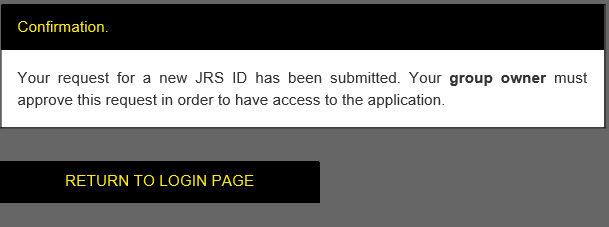 Confirmation.
Your request for a new JRS ID has been submitted. Your group owner must
approve this request in order to have access to the application.
RETURN TO LOGIN PAGE